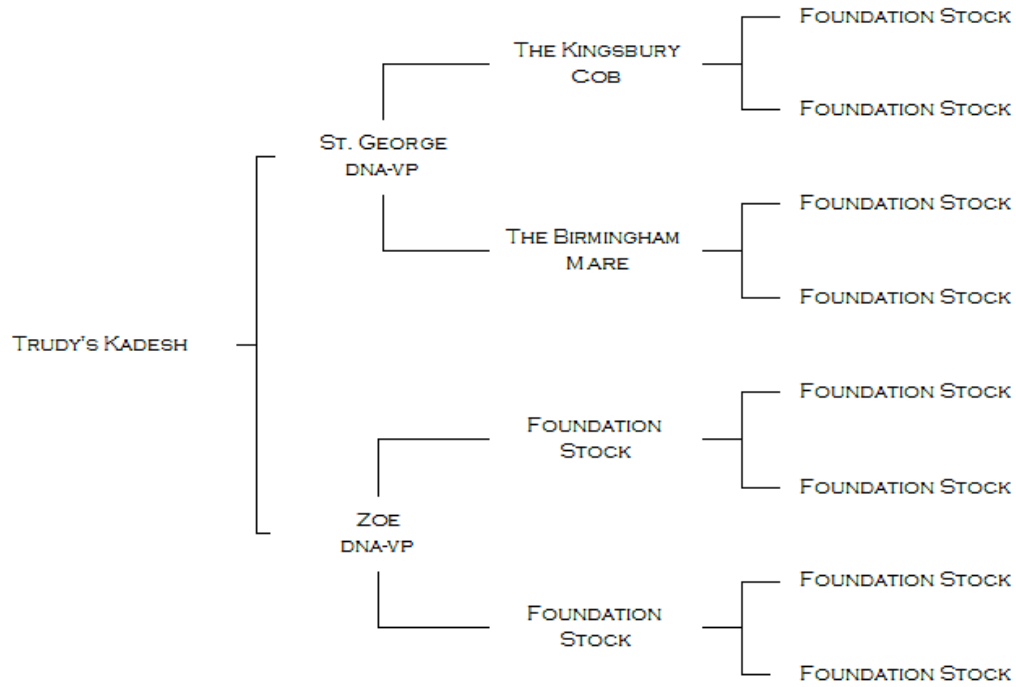 Foundation Stock
The Kingsbury
Cob
Foundation Stock
St. George
DNA-VP
Foundation Stock
The Birmingham
Mare
Foundation Stock
Trudy's Kadesh
Foundation Stock
Foundation
Stock
Foundation Stock
Zoe
DNA-VP
Foundation Stock
Foundation
Stock
Foundation Stock